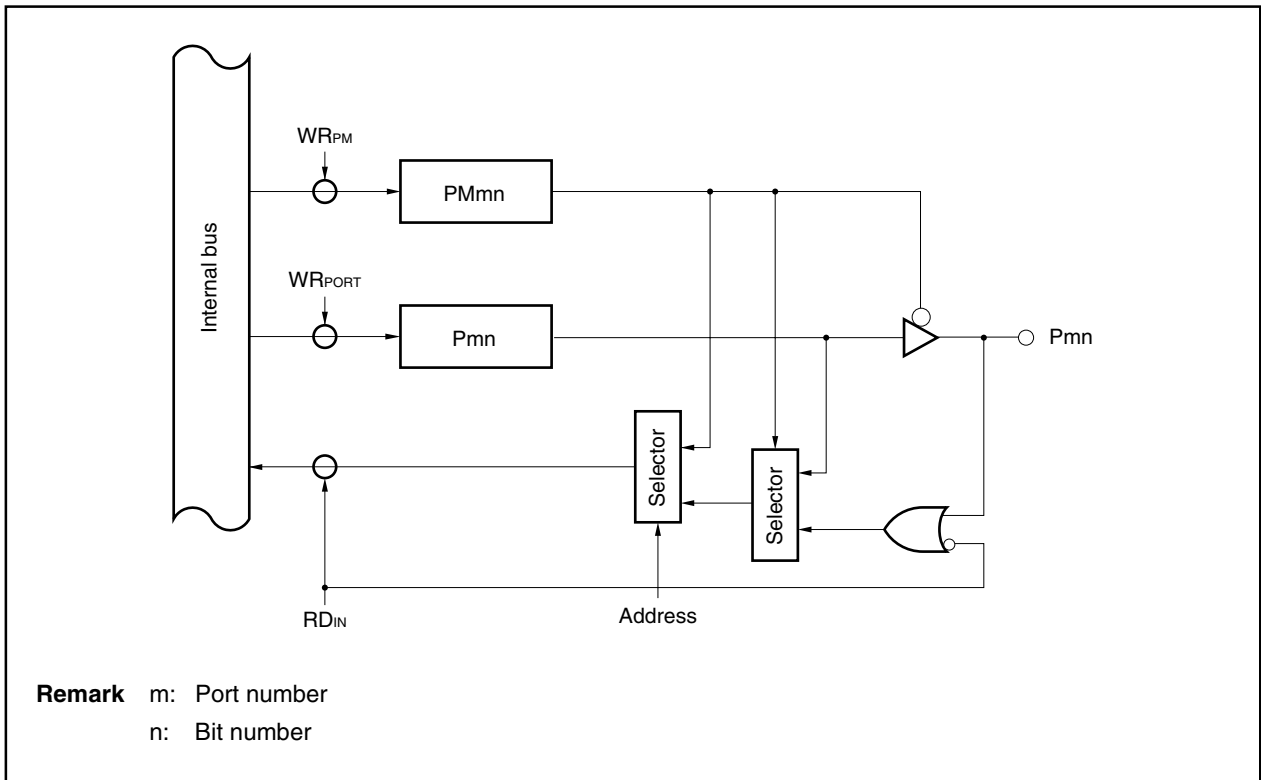 WRPM
PMmn
Internal bus
WRPORT
Pmn
Pmn
Selector
Selector
RDIN
Address
Remark m: Port number
n: Bit number